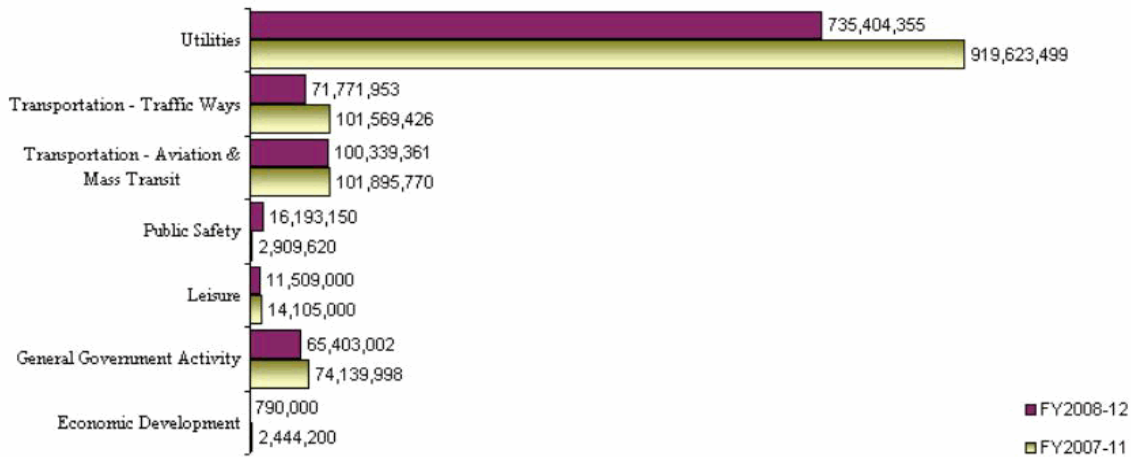 Utilities
735,404,355
919,623,499
Transportation - Traffic Ways
71,771,953
101,569,426
Transportation - Aviation &
Mass Transit
100,339,361
101,895,770
Public Safety
16,193,150
2,909,620
Leisure
11,509,000
14,105,000
General Government Activity
65,403,002
74,139,998
Economic Development
790,000
2,444,200
FY2008-12
FY2007-11